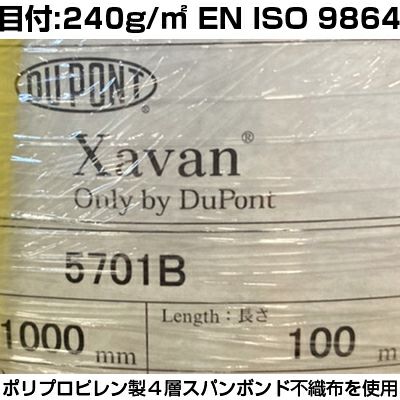 目付:240g/㎡ EN ISO 9864
DUPONT
Xavan®
Only by DuPont
5701B
1000 mm
Length:長さ
100 m
ポリプロピレン製4層スパンボンド不織布を使用